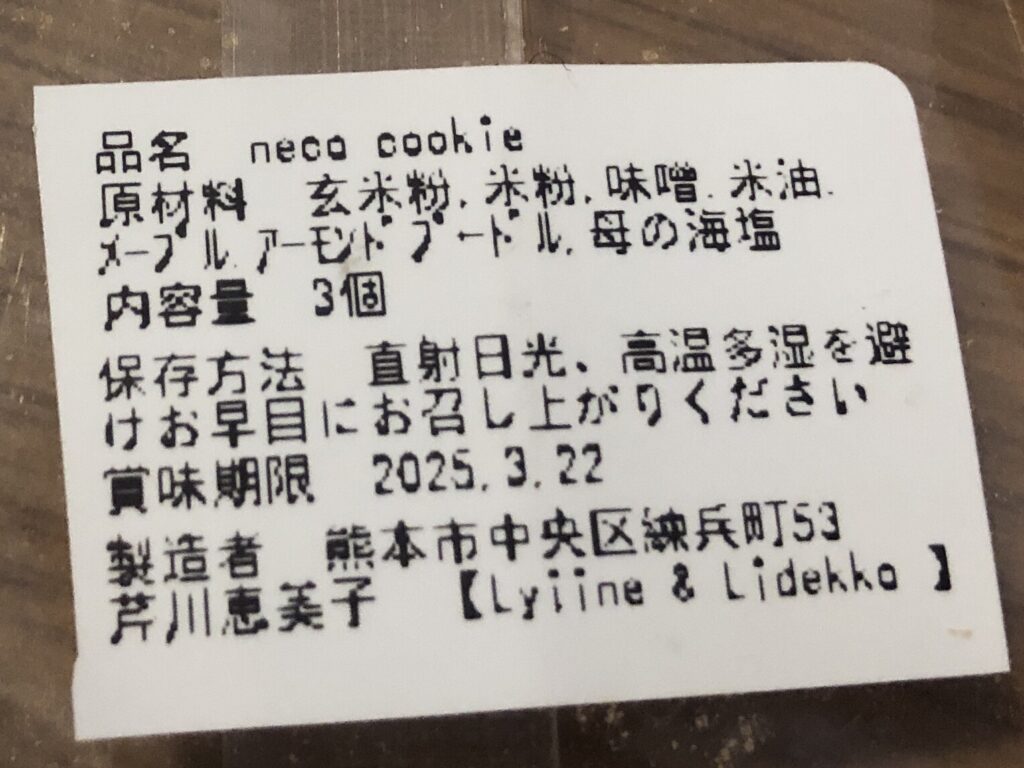 品名 neco cookie
原材料 玄米粉, 米粉, 味噌, 米油,
メープル, アーモンドプードル, 母の海塩
内容量 3個
保存方法 直射日光、高温多湿を避
けお早目にお召し上がりください
賞味期限 2025.3.22
製造者 熊本市中央区練兵町53
芹川恵美子 【Lyiine & Lidekko 】